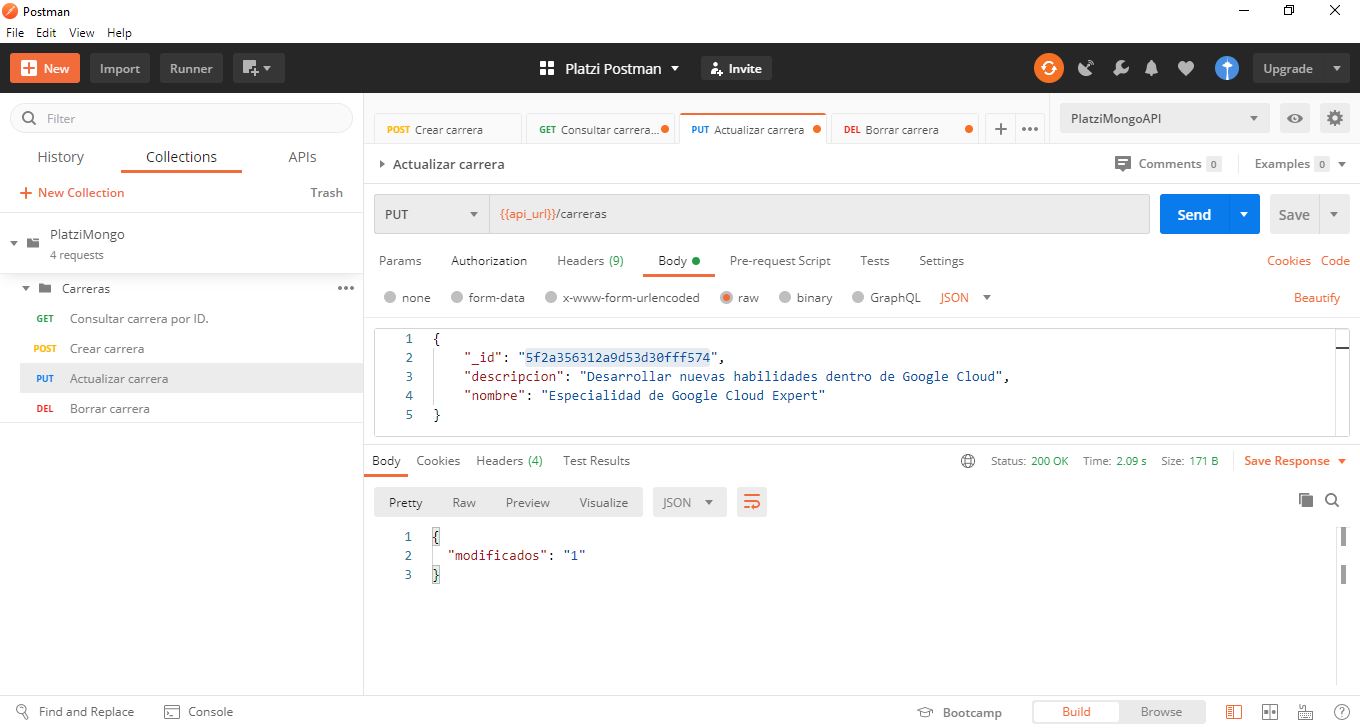 Postman
File Edit View Help
New Import Runner Platzi Postman Invite Upgrade
Filter
History Collections APIs
New Collection Trash
PlatziMongo
4 requests
Carreras
GET Consultar carrera por ID.
POST Crear carrera
PUT Actualizar carrera
DEL Borrar carrera
POST Crear carrera GET Consultar carrera... PUT Actualizar carrera DEL Borrar carrera PlatziMongoAPI
Actualizar carrera Comments 0 Examples 0
PUT {{api_url}}/carreras Send Save
Params Authorization Headers (9) Body Pre-request Script Tests Settings Cookies Code
none form-data x-www-form-urlencoded raw binary GraphQL JSON Beautify
1 {
2 "_id": "5f2a356312a9d53d30fff574",
3 "descripcion": "Desarrollar nuevas habilidades dentro de Google Cloud",
4 "nombre": "Especialidad de Google Cloud Expert"
5 }
Body Cookies Headers (4) Test Results Status: 200 OK Time: 2.09 s Size: 171 B Save Response
Pretty Raw Preview Visualize JSON
1 {
2 "modificados": "1"
3 }
Find and Replace Console Bootcamp Build Browse